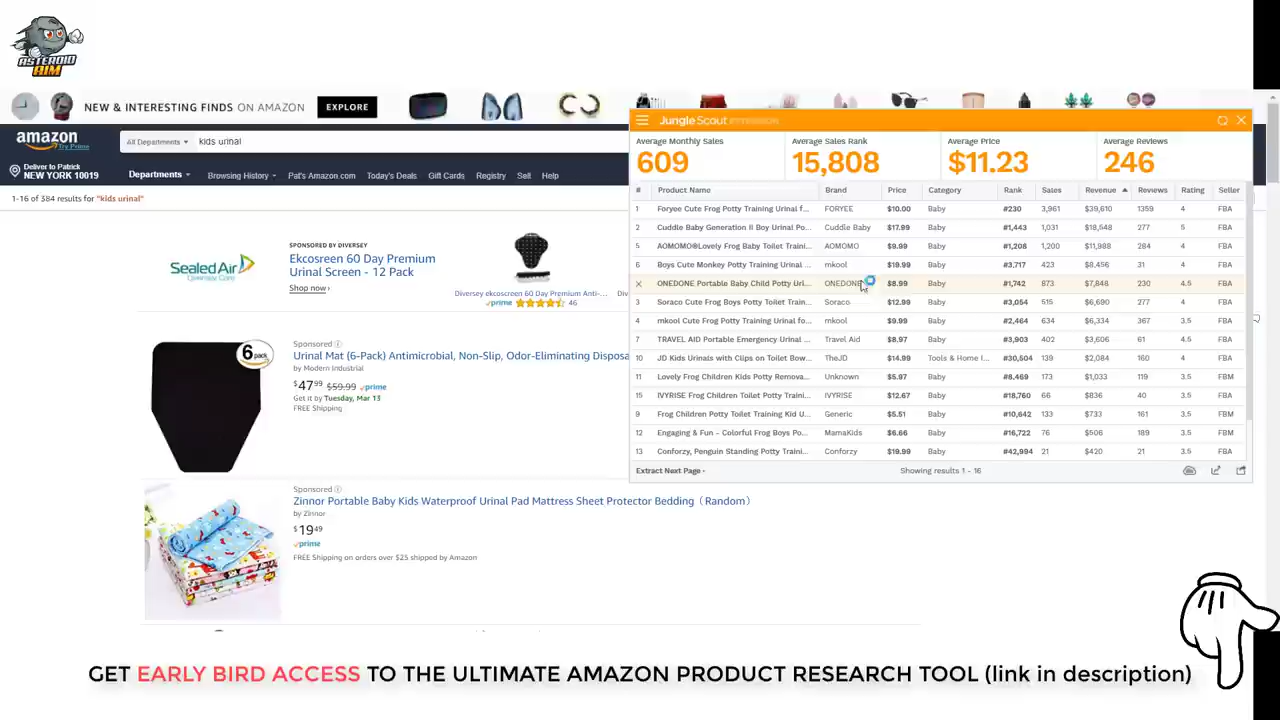 ASTEROID
AIM
NEW & INTERESTING FINDS ON AMAZON EXPLORE
amazon
Try Prime
All Departments
kids urinal
Deliver to Patrick
NEW YORK 10019
Departments
Browsing History
Pat's Amazon.com
Today's Deals
Gift Cards
Registry
Sell
Help
1-16 of 384 results for "kids urinal"
Sealed Air
Diversey Care
SPONSORED BY DIVERSEY
Ekcoscreen 60 Day Premium
Urinal Screen - 12 Pack
Shop now ›
Diversey ekcoscreen 60 Day Premium Anti-...
Div
prime 46
6 pack
Sponsored
Urinal Mat (6-Pack) Antimicrobial, Non-Slip, Odor-Eliminating Disposa
by Modern Industrial
$47 99 $59.99 prime
Get it by Tuesday, Mar 13
FREE Shipping
Sponsored
Zinnor Portable Baby Kids Waterproof Urinal Pad Mattress Sheet Protector Bedding（Random）
by Zinnor
$19 49
prime
FREE Shipping on orders over $25 shipped by Amazon
Jungle Scout
Average Monthly Sales
609
Average Sales Rank
15,808
Average Price
$11.23
Average Reviews
246
# Product Name Brand Price Category Rank Sales Revenue Reviews Rating Seller
1 Foryee Cute Frog Potty Training Urinal f... FORYEE $10.00 Baby #230 3,961 $39,610 1359 4 FBA
2 Cuddle Baby Generation II Boy Urinal Po... Cuddle Baby $17.99 Baby #1,443 1,031 $18,548 277 5 FBA
5 AOMOMO®Lovely Frog Baby Toilet Traini... AOMOMO $9.99 Baby #1,208 1,200 $11,988 284 4 FBA
6 Boys Cute Monkey Potty Training Urinal ... mkool $19.99 Baby #3,717 423 $8,456 31 4 FBA
× ONEDONE Portable Baby Child Potty Uri... ONEDONE $8.99 Baby #1,742 873 $7,848 230 4.5 FBA
3 Soraco Cute Frog Boys Potty Toilet Train... Soraco $12.99 Baby #3,054 515 $6,690 277 4 FBA
4 mkool Cute Frog Potty Training Urinal fo... mkool $9.99 Baby #2,464 634 $6,334 367 3.5 FBA
7 TRAVEL AID Portable Emergency Urinal ... Travel Aid $8.97 Baby #3,903 402 $3,606 61 4.5 FBA
10 JD Kids Urinals with Clips on Toilet Bow... TheJD $14.99 Tools & Home I... #30,504 139 $2,084 160 4 FBA
11 Lovely Frog Children Kids Potty Remova... Unknown $5.97 Baby #8,469 173 $1,033 119 3.5 FBM
15 IVYRISE Frog Children Toilet Potty Traini... IVYRISE $12.67 Baby #18,760 66 $836 40 3.5 FBA
9 Frog Children Potty Toilet Training Kid U... Generic $5.51 Baby #10,642 133 $733 161 3.5 FBM
12 Engaging & Fun - Colorful Frog Boys Po... MamaKids $6.66 Baby #16,722 76 $506 189 3.5 FBM
13 Conforzy, Penguin Standing Potty Traini... Conforzy $19.99 Baby #42,994 21 $420 21 3.5 FBA
Extract Next Page ›
Showing results 1 - 16
GET EARLY BIRD ACCESS TO THE ULTIMATE AMAZON PRODUCT RESEARCH TOOL (link in description)